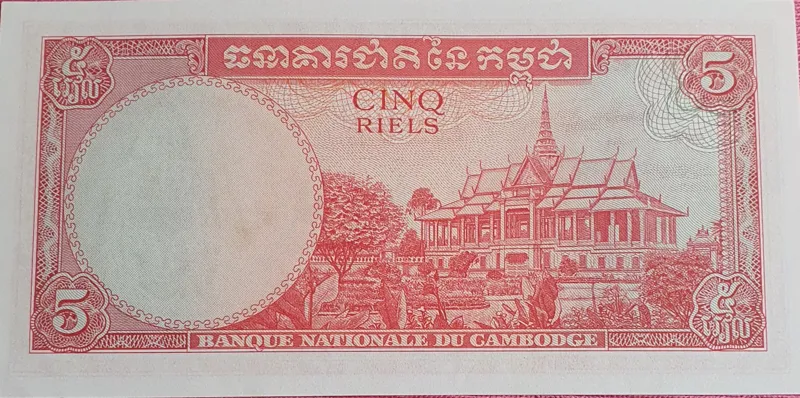 ៥
រៀល
ធនាគារជាតិនៃកម្ពុជា
5
CINQ
RIELS
5
BANQUE NATIONALE DU CAMBODGE
៥
រៀល